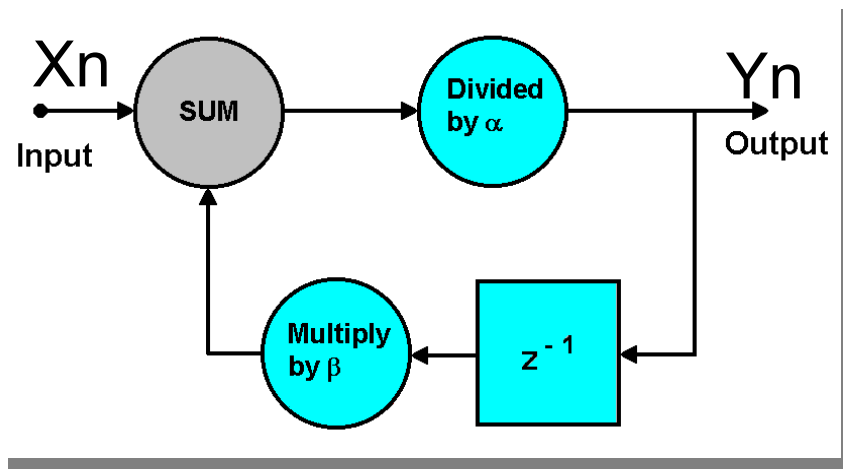 Xn
Input
SUM
Divided
by α
Yn
Output
Multiply
by β
z⁻¹